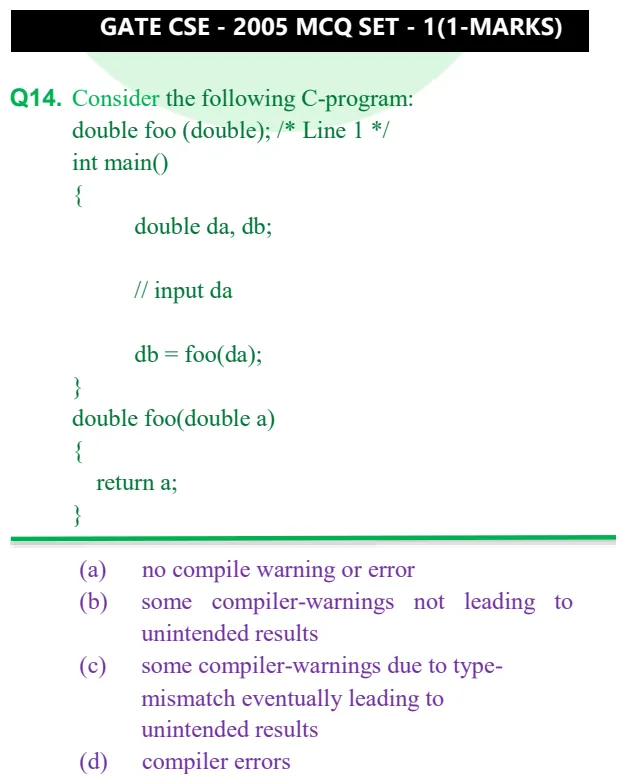 GATE CSE - 2005 MCQ SET - 1(1-MARKS)
Q14. Consider the following C-program:
double foo (double); /* Line 1 */
int main()
{
double da, db;
// input da
db = foo(da);
}
double foo(double a)
{
return a;
}
(a) no compile warning or error
(b) some compiler-warnings not leading to
unintended results
(c) some compiler-warnings due to type-
mismatch eventually leading to
unintended results
(d) compiler errors